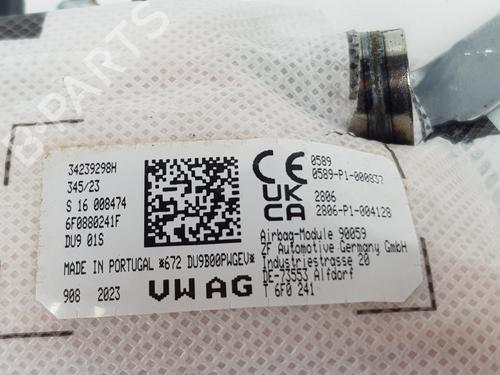 B-PARTS
34239298H
345/23
S 16 008474
6F0880241F
DU9 01S
MADE IN PORTUGAL *672 DU9B00PWGEV*
908 2023 VW AG
CE 0589
0589-P1-000837
UK CA 2806
2806-P1-004128
Airbag-Module 90059
ZF Automotive Germany GmbH
Industriestrasse 20
DE-73553 Alfdorf
T 6F0 241